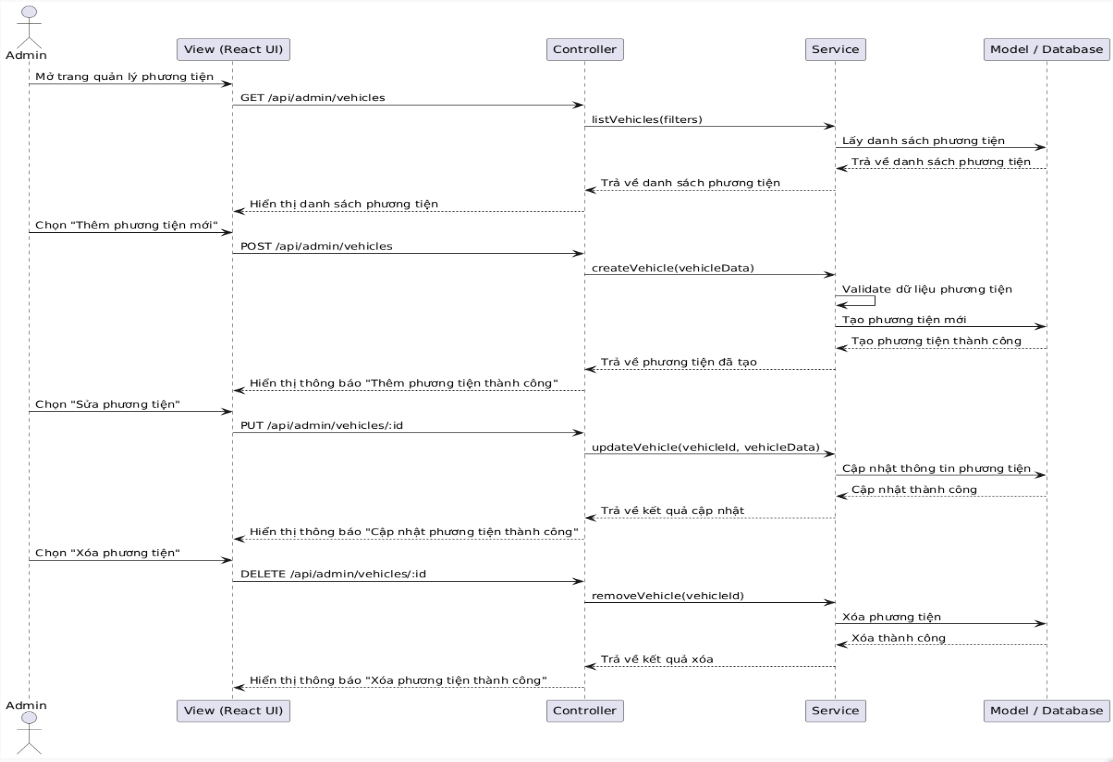 Admin
View (React UI)
Controller
Service
Model / Database
Mở trang quản lý phương tiện
GET /api/admin/vehicles
listVehicles(filters)
Lấy danh sách phương tiện
Trả về danh sách phương tiện
Trả về danh sách phương tiện
Hiển thị danh sách phương tiện
Chọn "Thêm phương tiện mới"
POST /api/admin/vehicles
createVehicle(vehicleData)
Validate dữ liệu phương tiện
Tạo phương tiện mới
Tạo phương tiện thành công
Trả về phương tiện đã tạo
Hiển thị thông báo "Thêm phương tiện thành công"
Chọn "Sửa phương tiện"
PUT /api/admin/vehicles/:id
updateVehicle(vehicleId, vehicleData)
Cập nhật thông tin phương tiện
Cập nhật thành công
Trả về kết quả cập nhật
Hiển thị thông báo "Cập nhật phương tiện thành công"
Chọn "Xóa phương tiện"
DELETE /api/admin/vehicles/:id
removeVehicle(vehicleId)
Xóa phương tiện
Xóa thành công
Trả về kết quả xóa
Hiển thị thông báo "Xóa phương tiện thành công"
Admin
View (React UI)
Controller
Service
Model / Database